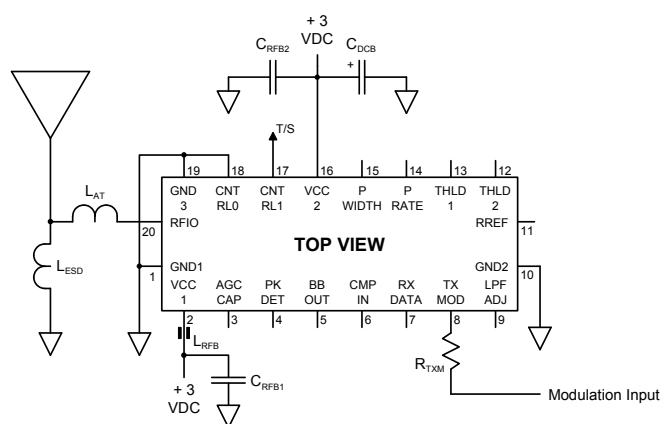 + 3
VDC
CRFB2
CDCB
+
T/S
19
18
17
16
15
14
13
12
GND
3
CNT
RL0
CNT
RL1
VCC
2
P
WIDTH
P
RATE
THLD
1
THLD
2
LAT
20
RFIO
RREF
11
TOP VIEW
LESD
1
GND1
GND2
10
VCC
1
AGC
CAP
PK
DET
BB
OUT
CMP
IN
RX
DATA
TX
MOD
LPF
ADJ
2
3
4
5
6
7
8
9
LRFB
RTXM
+ 3
VDC
CRFB1
Modulation Input